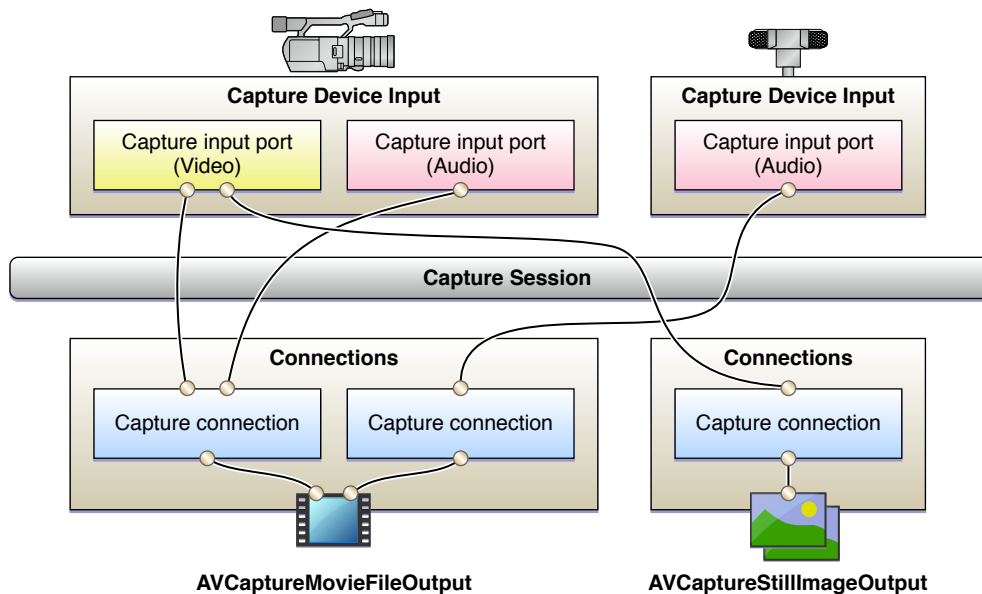 Capture Device Input
Capture input port
(Video)
Capture input port
(Audio)
Capture Device Input
Capture input port
(Audio)
Capture Session
Connections
Capture connection
Capture connection
Connections
Capture connection
AVCaptureMovieFileOutput
AVCaptureStillImageOutput